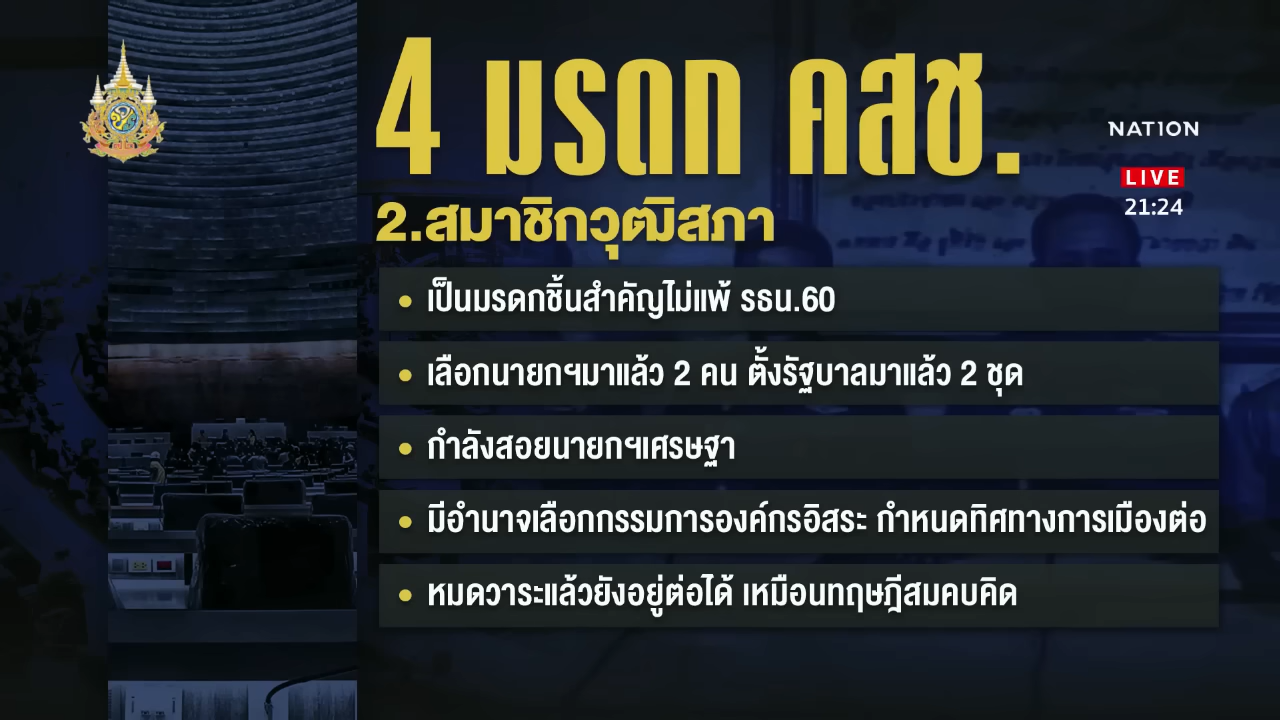 4 มรดก คสช.
NATION
LIVE
21:24
2.สมาชิกวุฒิสภา
• เป็นมรดกชิ้นสำคัญไม่แพ้ รธน.60
• เลือกนายกฯมาแล้ว 2 คน ตั้งรัฐบาลมาแล้ว 2 ชุด
• กำลังสอยนายกฯเศรษฐา
• มีอำนาจเลือกกรรมการองค์กรอิสระ กำหนดทิศทางการเมืองต่อ
• หมดวาระแล้วยังอยู่ต่อได้ เหมือนทฤษฎีสมคบคิด